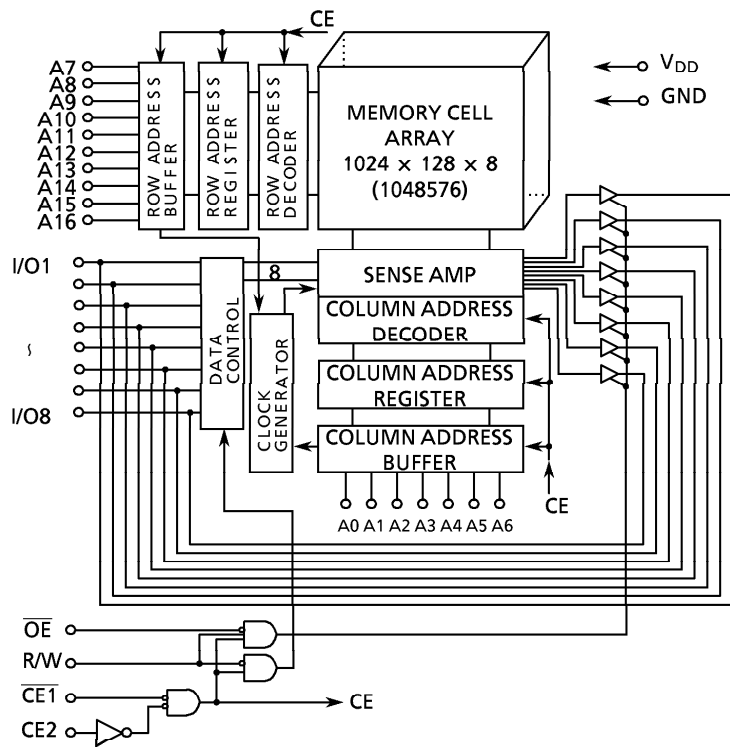 CE
VDD
GND
A7
A8
A9
A10
A11
A12
A13
A14
A15
A16
ROW ADDRESS
BUFFER
ROW ADDRESS
REGISTER
ROW ADDRESS
DECODER
MEMORY CELL
ARRAY
1024 x 128 x 8
(1048576)
I/O1
~
I/O8
DATA
CONTROL
8
CLOCK
GENERATOR
SENSE AMP
COLUMN ADDRESS
DECODER
COLUMN ADDRESS
REGISTER
COLUMN ADDRESS
BUFFER
A0 A1 A2 A3 A4 A5 A6
CE
OE
R/W
CE1
CE2
CE